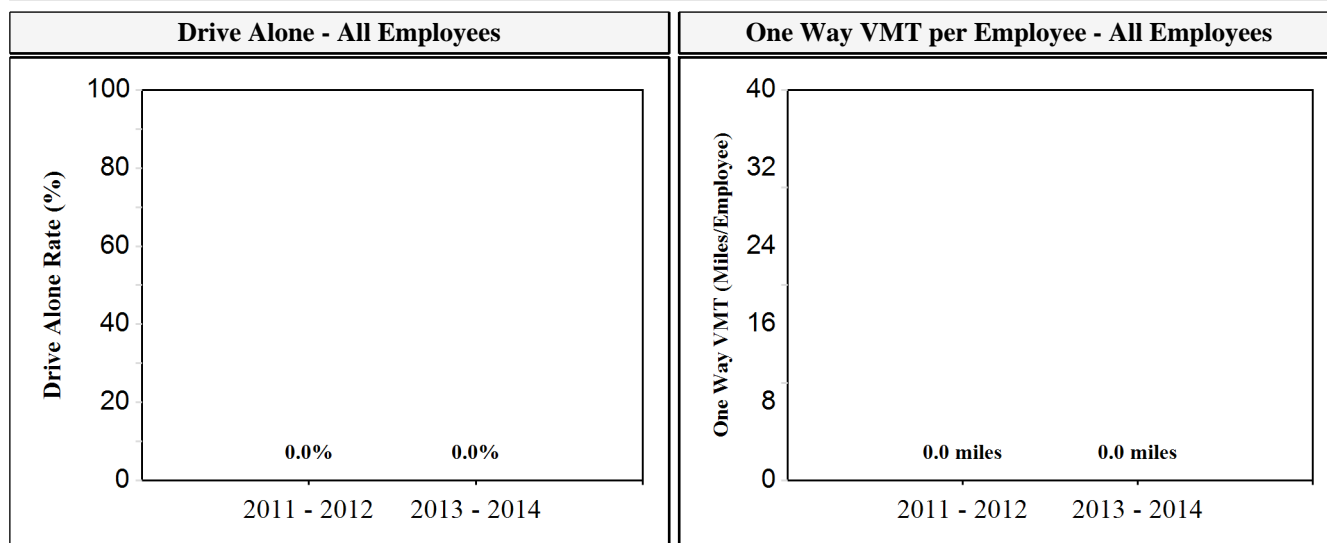 Drive Alone - All Employees
Drive Alone Rate (%)
100
80
60
40
20
0
0.0% 0.0%
2011 - 2012 2013 - 2014
One Way VMT per Employee - All Employees
One Way VMT (Miles/Employee)
40
32
24
16
8
0
0.0 miles 0.0 miles
2011 - 2012 2013 - 2014